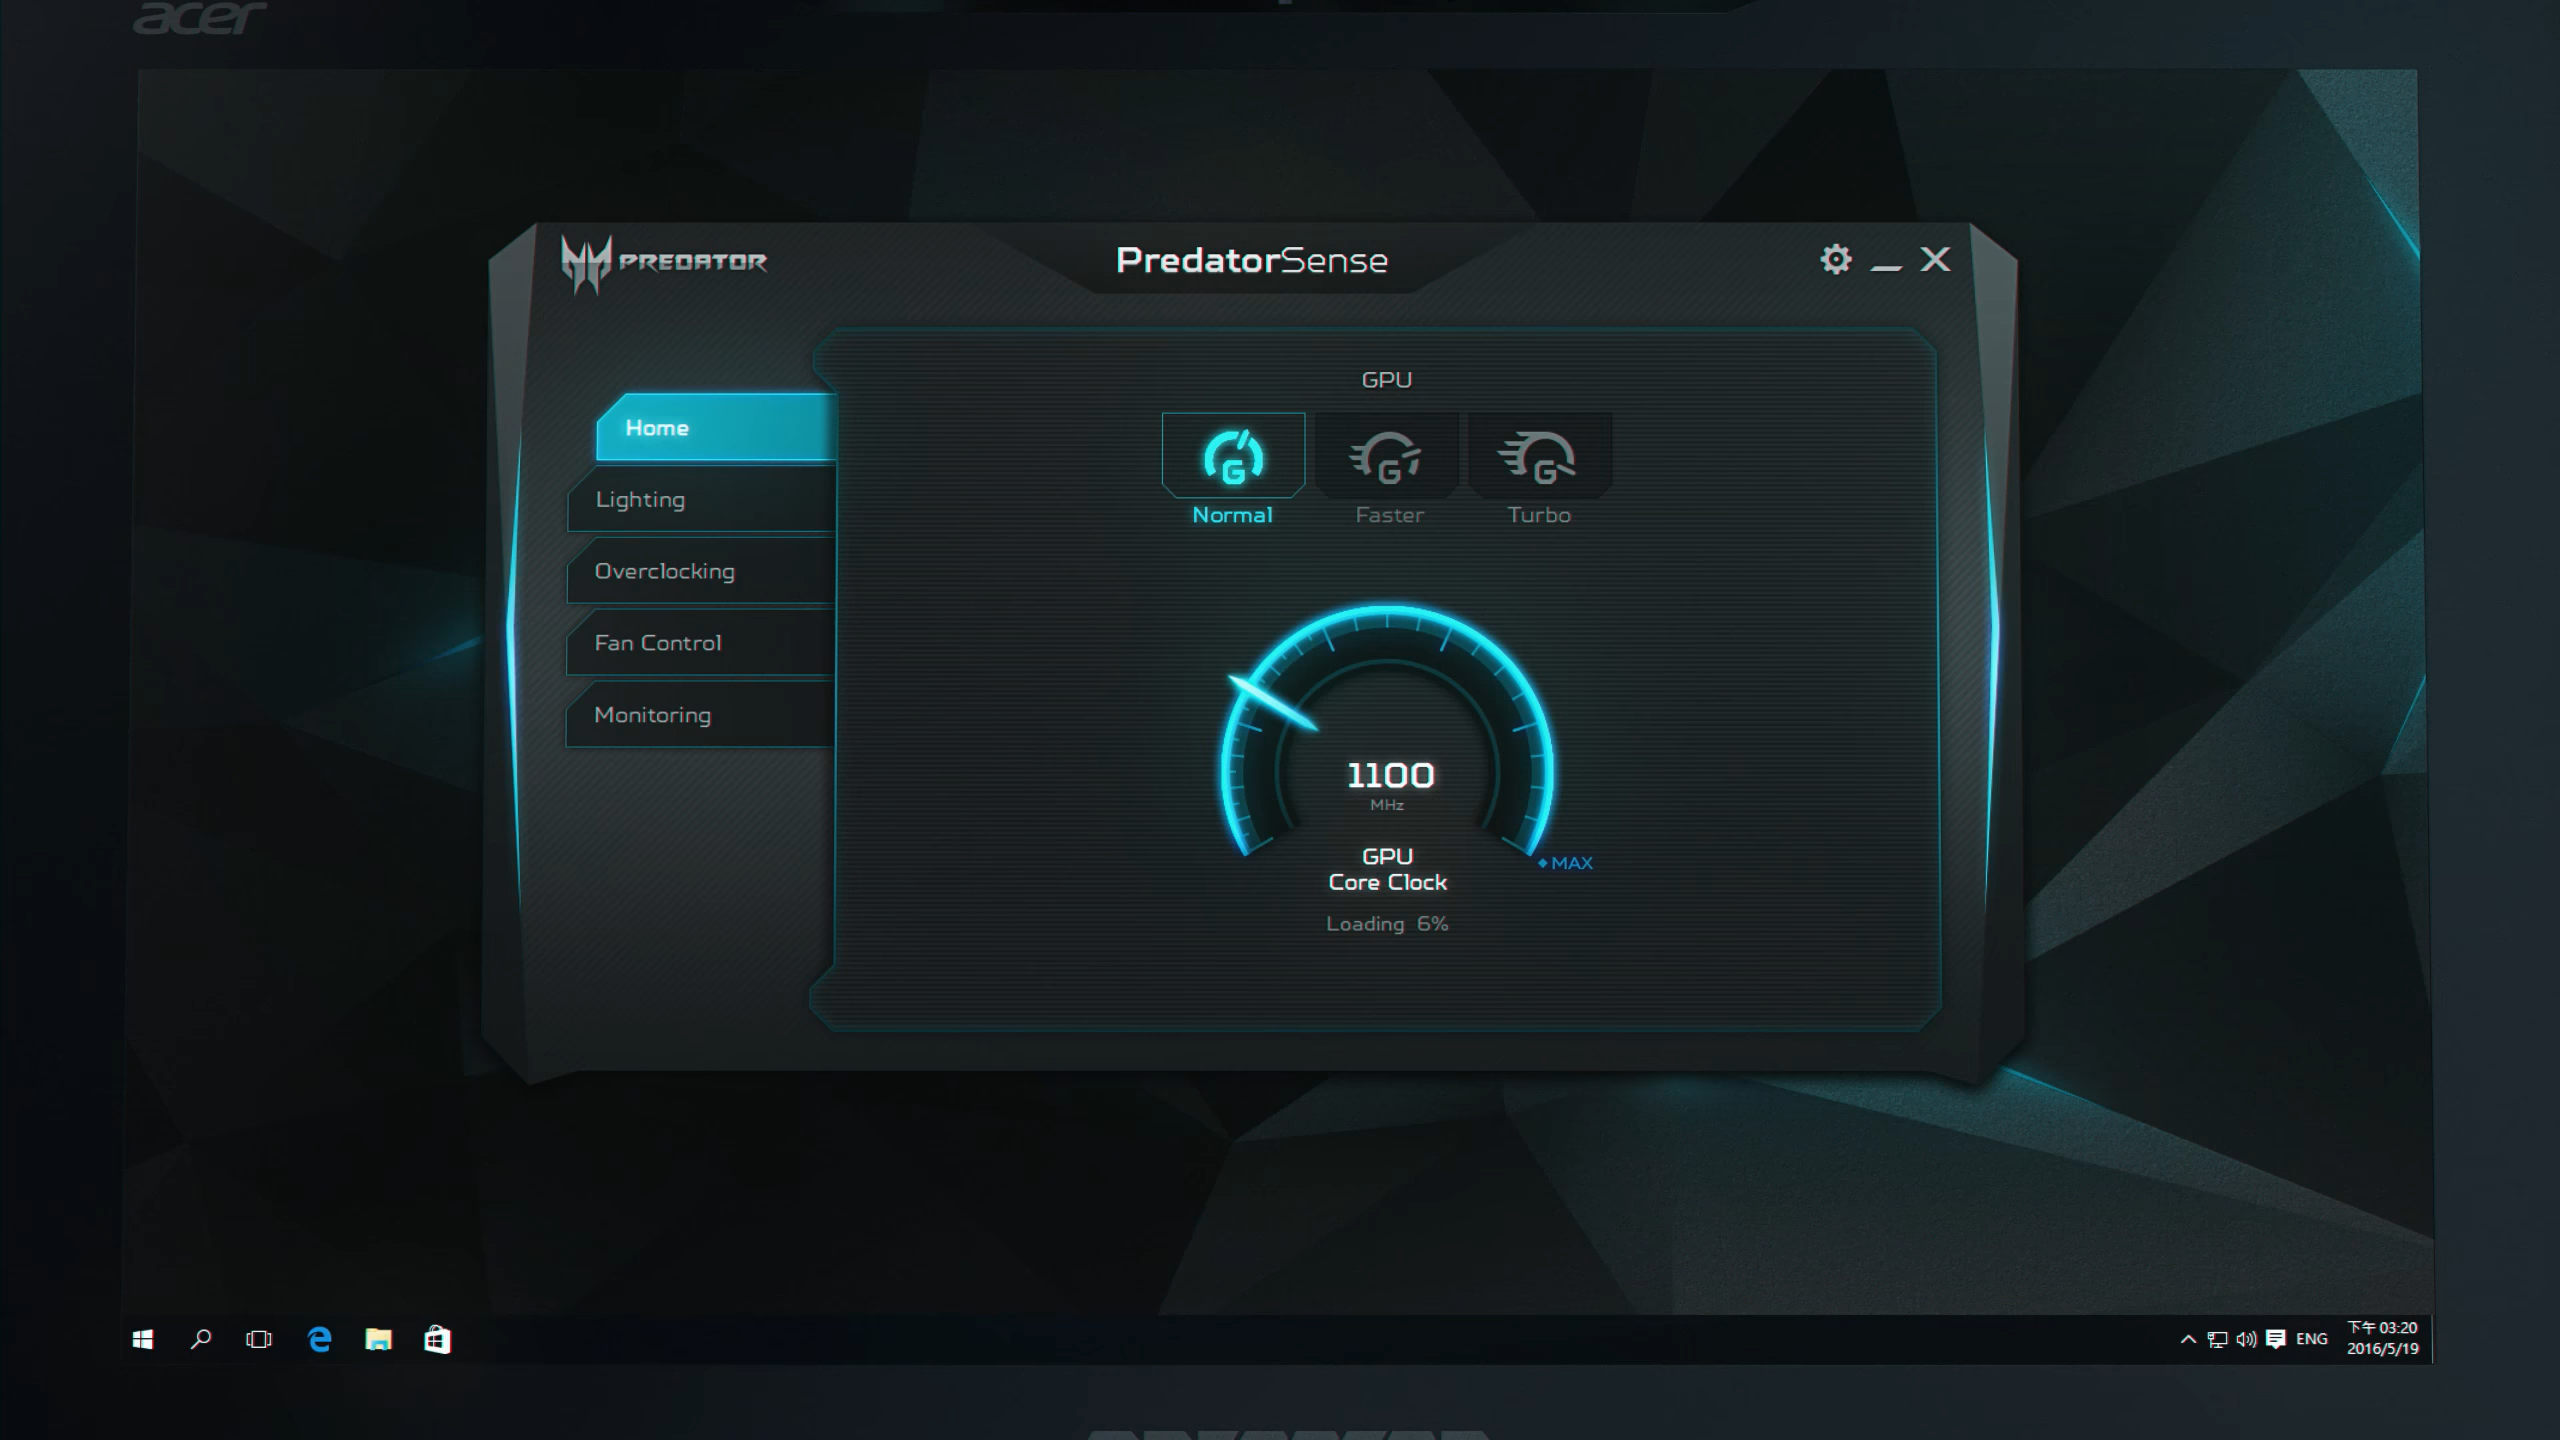 acer
PREDATOR
PredatorSense
GPU
Home
Lighting
Overclocking
Fan Control
Monitoring
G
G
G
Normal
Faster
Turbo
1100
MHz
GPU
Core Clock
MAX
Loading 6%
ENG
下午 03:20
2016/5/19